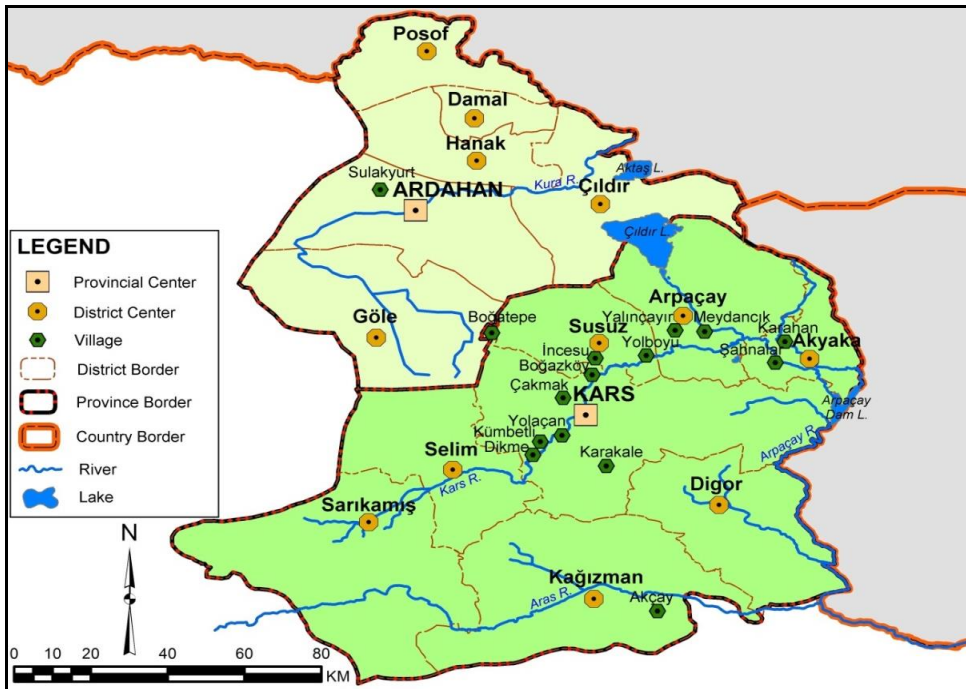 Posof
Damal
Hanak
Sulakyurt
ARDAHAN
Kura R.
Aktaş L.
Çıldır
Çıldır L.
LEGEND
Provincial Center
District Center
Village
District Border
Province Border
Country Border
River
Lake
Göle
Boğatepe
Arpaçay
Yalınçayır
Meydancık
Susuz
Yolboyu
Karahan
Akyaka
Şahnalar
İncesu
Boğazköy
Çakmak
KARS
Arpaçay
Dam L.
Yolaçan
Kümbetli
Dikme
Karakale
Arpaçay R.
Selim
Kars R.
Digor
Sarıkamış
N
Kağızman
Aras R.
Akçay
0 10 20 40 60 80
KM